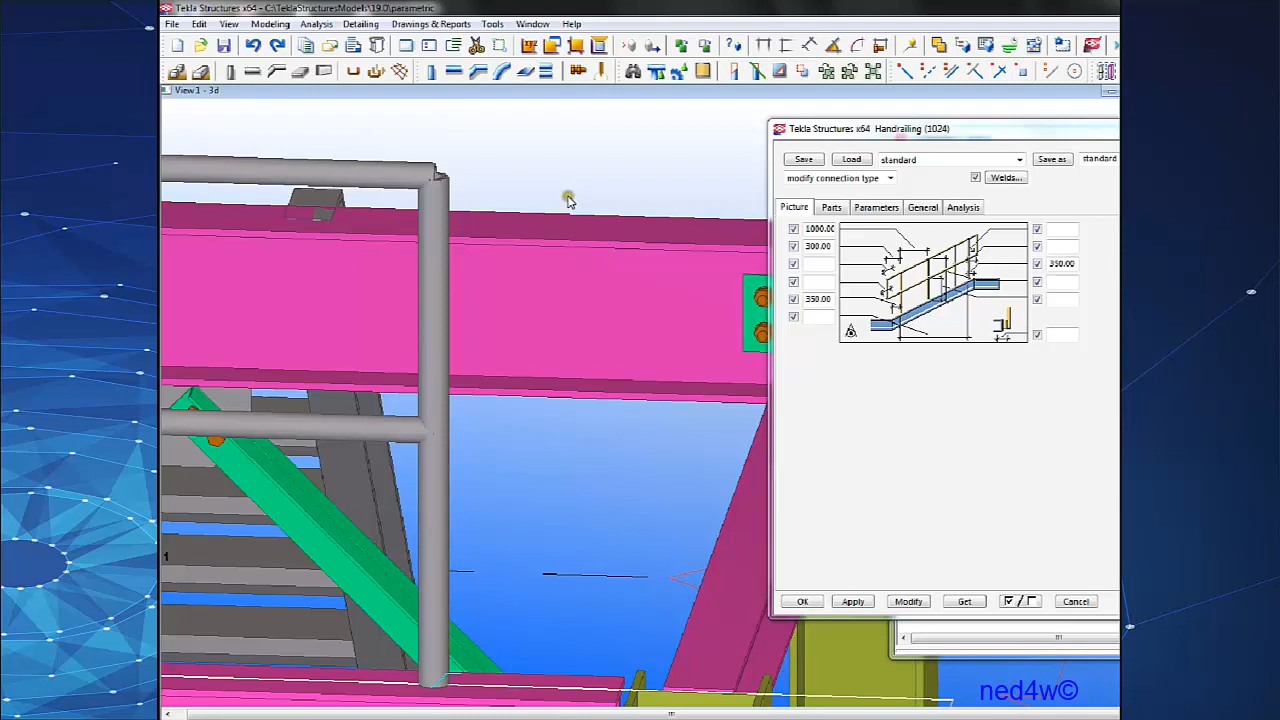 Tekla Structures x64 - C:\TeklaStructuresModels\19.0\parametric
File Edit View Modeling Analysis Detailing Drawings & Reports Tools Window Help
View 1 - 3d
Tekla Structures x64 Handrailing (1024)
Save Load standard Save as standard
modify connection type Welds...
Picture Parts Parameters General Analysis
1000.00
300.00
350.00
350.00
1
OK Apply Modify Get / Cancel
ned4w©